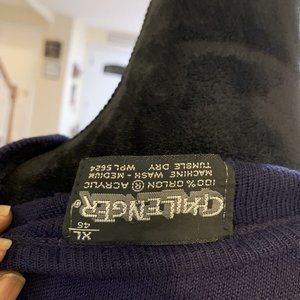 CHALLENGER®
100% ORLON ® ACRYLIC
MACHINE WASH - MEDIUM
TUMBLE DRY WPL 5624
XL
46